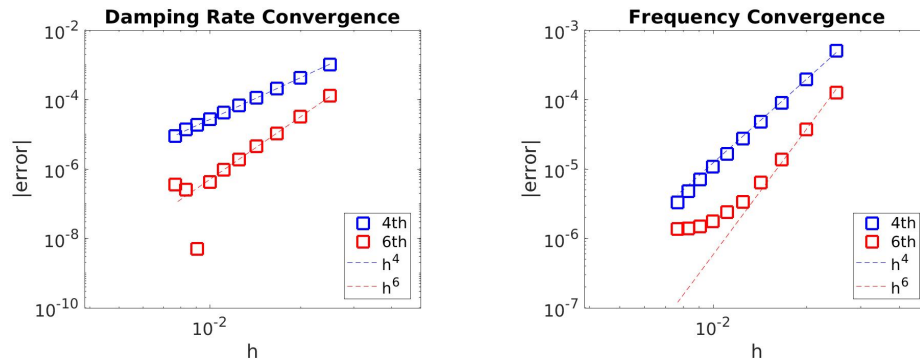 Damping Rate Convergence
10^-2
10^-4
10^-6
10^-8
10^-10
|error|
4th
6th
h^4
h^6
10^-2
h
Frequency Convergence
10^-3
10^-4
10^-5
10^-6
10^-7
|error|
4th
6th
h^4
h^6
10^-2
h